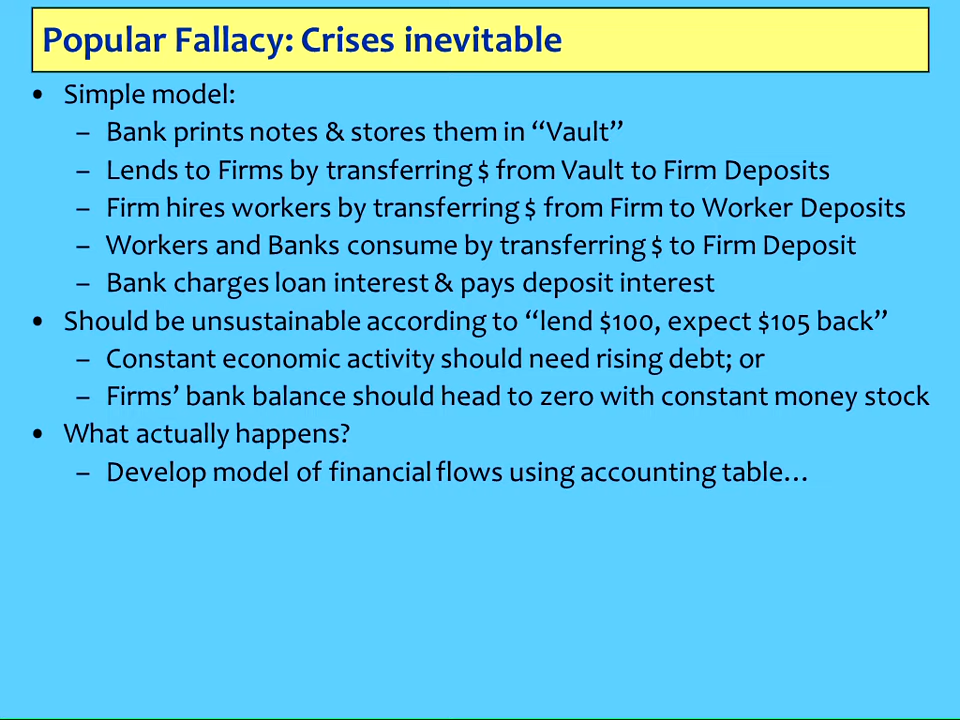 Popular Fallacy: Crises inevitable
• Simple model:
– Bank prints notes & stores them in “Vault”
– Lends to Firms by transferring $ from Vault to Firm Deposits
– Firm hires workers by transferring $ from Firm to Worker Deposits
– Workers and Banks consume by transferring $ to Firm Deposit
– Bank charges loan interest & pays deposit interest
• Should be unsustainable according to “lend $100, expect $105 back”
– Constant economic activity should need rising debt; or
– Firms’ bank balance should head to zero with constant money stock
• What actually happens?
– Develop model of financial flows using accounting table…